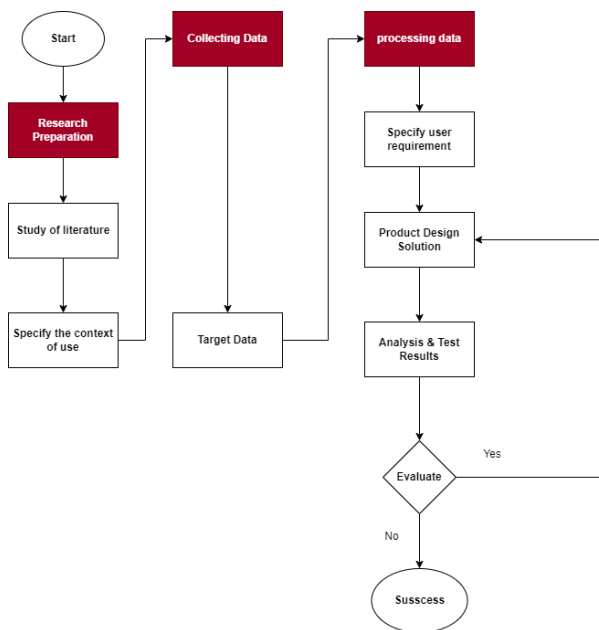 Start
Research
Preparation
Study of literature
Specify the context
of use
Collecting Data
Target Data
processing data
Specify user
requirement
Product Design
Solution
Analysis & Test
Results
Evaluate
Yes
No
Susscess